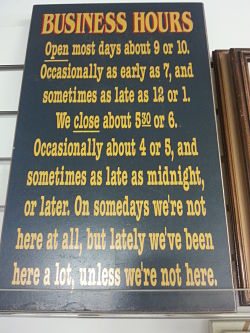 BUSINESS HOURS
Open most days about 9 or 10.
Occasionally as early as 7, and
sometimes as late as 12 or 1.
We close about 530 or 6.
Occasionally about 4 or 5, and
sometimes as late as midnight,
or later. On somedays we're not
here at all, but lately we've been
here a lot, unless we're not here.